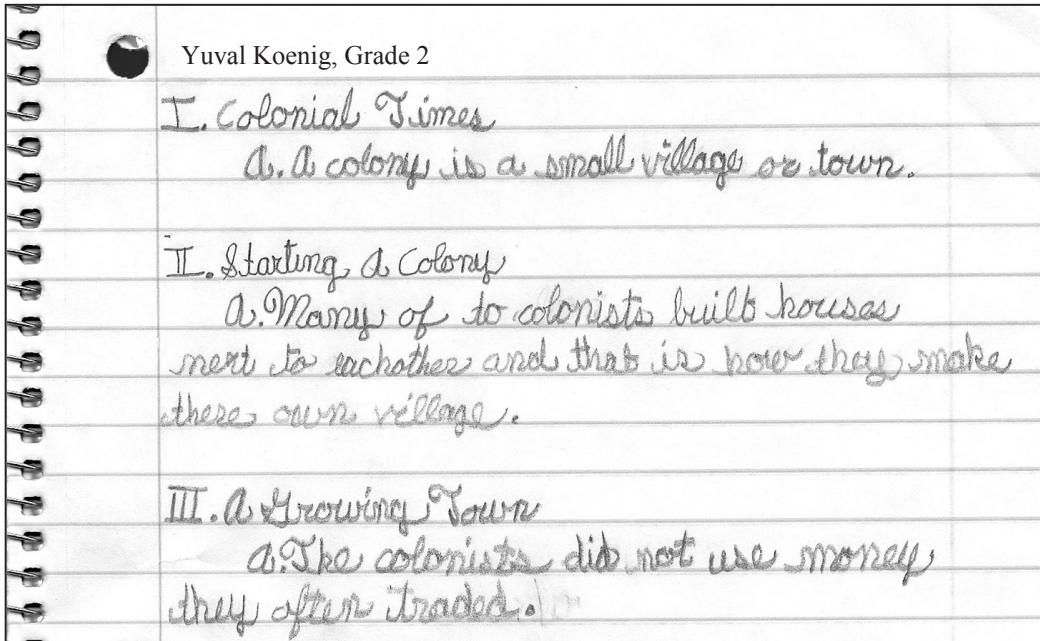 Yuval Koenig, Grade 2
I. Colonial Times
a. A colony is a small village or town.
II. Starting A Colony
a. Many of to colonists built houses
next to eachother and that is how they make
there own village.
III. A Growing Town
a. The colonists did not use money
they often traded.